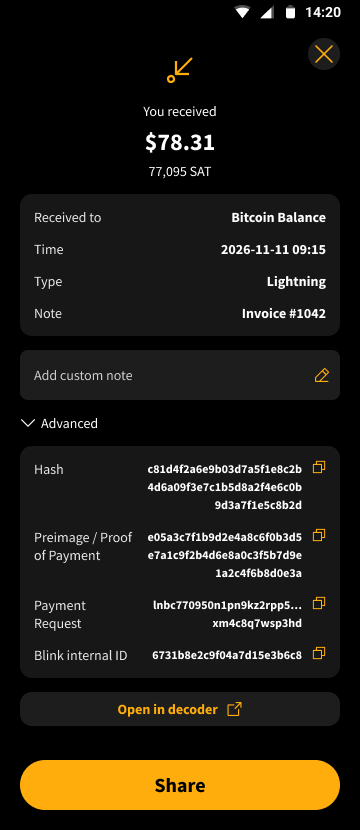 14:20
You received
$78.31
77,095 SAT
Received to Bitcoin Balance
Time 2026-11-11 09:15
Type Lightning
Note Invoice #1042
Add custom note
Advanced
Hash c81d4f2a6e9b03d7a5f1e8c2b
4d6a09f3e7c1b5d8a2f4e6c0b
9d3a7f1e5c8b2d
Preimage / Proof e05a3c7f1b9d2e4a8c6f0b3d5
of Payment e7a1c9f2b4d6e8a0c3f5b7d9e
1a2c4f6b8d0e3a
Payment lnbc770950n1pn9kz2rpp5...
Request xm4c8q7wsp3hd
Blink internal ID 6731b8e2c9f04a7d15e3b6c8
Open in decoder
Share